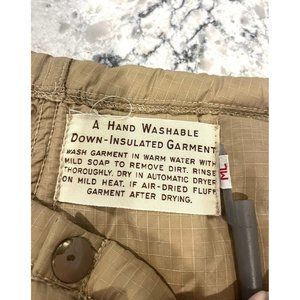 A HAND WASHABLE
DOWN-INSULATED GARMENT
WASH GARMENT IN WARM WATER WITH
MILD SOAP TO REMOVE DIRT. RINSE
THOROUGHLY. DRY IN AUTOMATIC DRYER
ON MILD HEAT. IF AIR-DRIED FLUFF
GARMENT AFTER DRYING.
ML